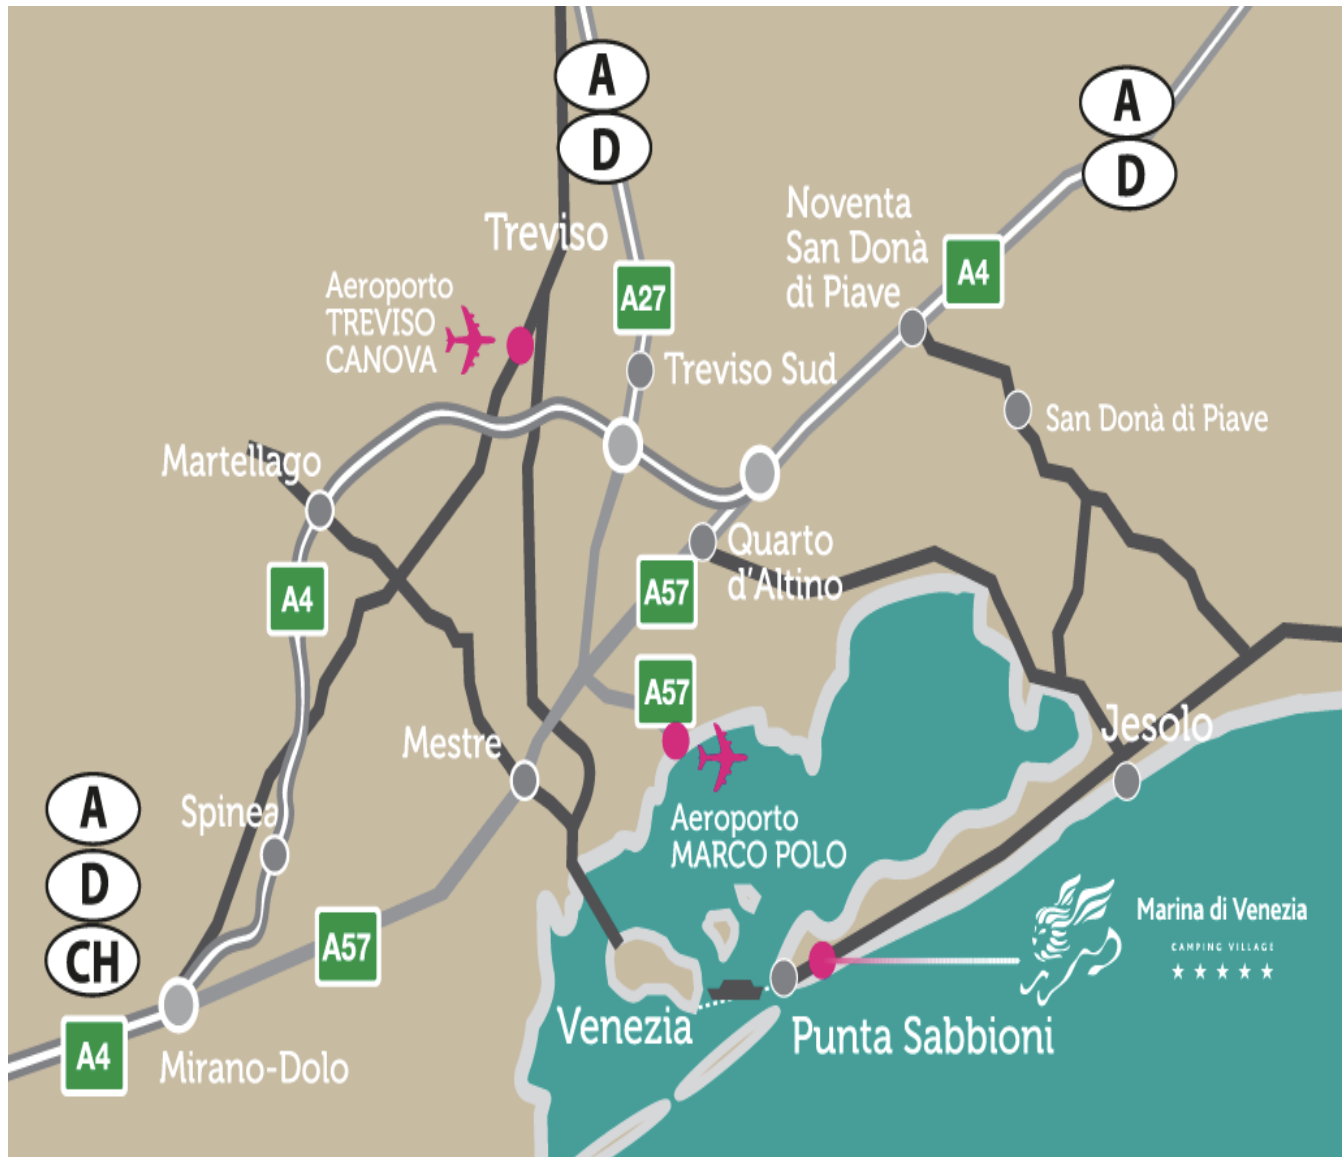 A
D
A
D
Noventa
San Donà
di Piave
Treviso
A4
Aeroporto
TREVISO
CANOVA
A27
Treviso Sud
San Donà di Piave
Martellago
Quarto
d'Altino
A4
A57
A57
Jesolo
Mestre
A
D
CH
Spinea
Aeroporto
MARCO POLO
Marina di Venezia
CAMPING VILLAGE
A57
Venezia
Punta Sabbioni
A4
Mirano-Dolo